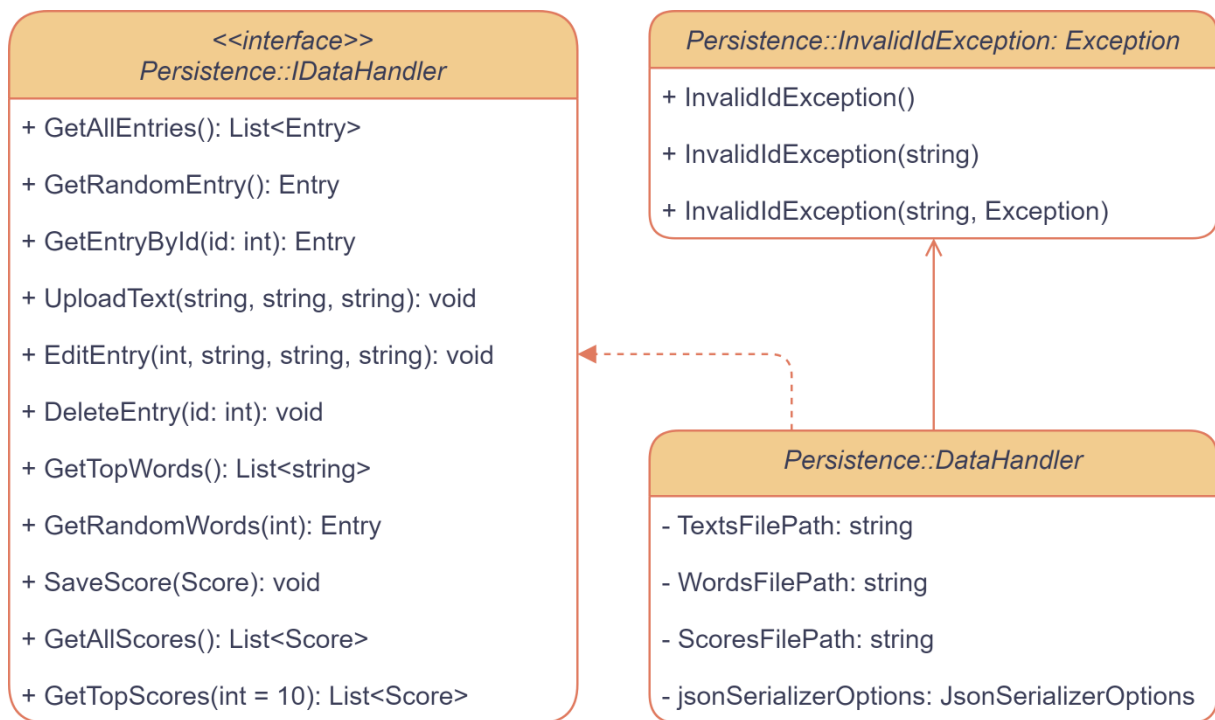 <<interface>>
Persistence::IDataHandler
+ GetAllEntries(): List<Entry>
+ GetRandomEntry(): Entry
+ GetEntryById(id: int): Entry
+ UploadText(string, string, string): void
+ EditEntry(int, string, string, string): void
+ DeleteEntry(id: int): void
+ GetTopWords(): List<string>
+ GetRandomWords(int): Entry
+ SaveScore(Score): void
+ GetAllScores(): List<Score>
+ GetTopScores(int = 10): List<Score>
Persistence::InvalidIdException: Exception
+ InvalidIdException()
+ InvalidIdException(string)
+ InvalidIdException(string, Exception)
Persistence::DataHandler
- TextsFilePath: string
- WordsFilePath: string
- ScoresFilePath: string
- jsonSerializerOptions: JsonSerializerOptions